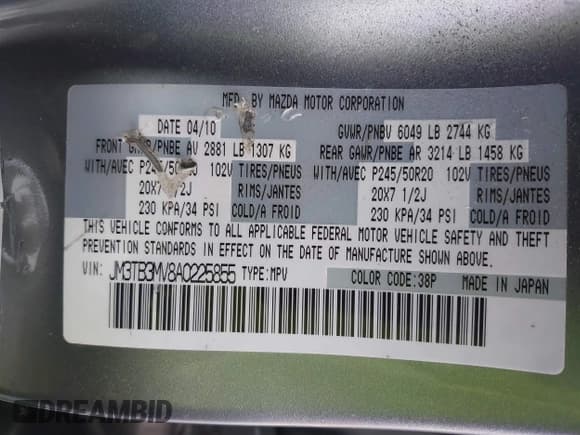 MFD. BY MAZDA MOTOR CORPORATION
DATE 04/10 GVWR/PNBV 6049 LB 2744 KG
FRONT GAWR/PNBE AV 2881 LB 1307 KG REAR GAWR/PNBE AR 3214 LB 1458 KG
WITH/AVEC P245/50R20 102V TIRES/PNEUS WITH/AVEC P245/50R20 102V TIRES/PNEUS
20X7 1/2J RIMS/JANTES 20X7 1/2J RIMS/JANTES
230 KPA/34 PSI COLD/A FROID 230 KPA/34 PSI COLD/A FROID
THIS VEHICLE CONFORMS TO ALL APPLICABLE FEDERAL MOTOR VEHICLE SAFETY AND THEFT
PREVENTION STANDARDS IN EFFECT ON THE DATE OF MANUFACTURE SHOWN ABOVE.
VIN: JM3TB3MV8A0225855 TYPE:MPV COLOR CODE:38P MADE IN JAPAN
DREAMBID